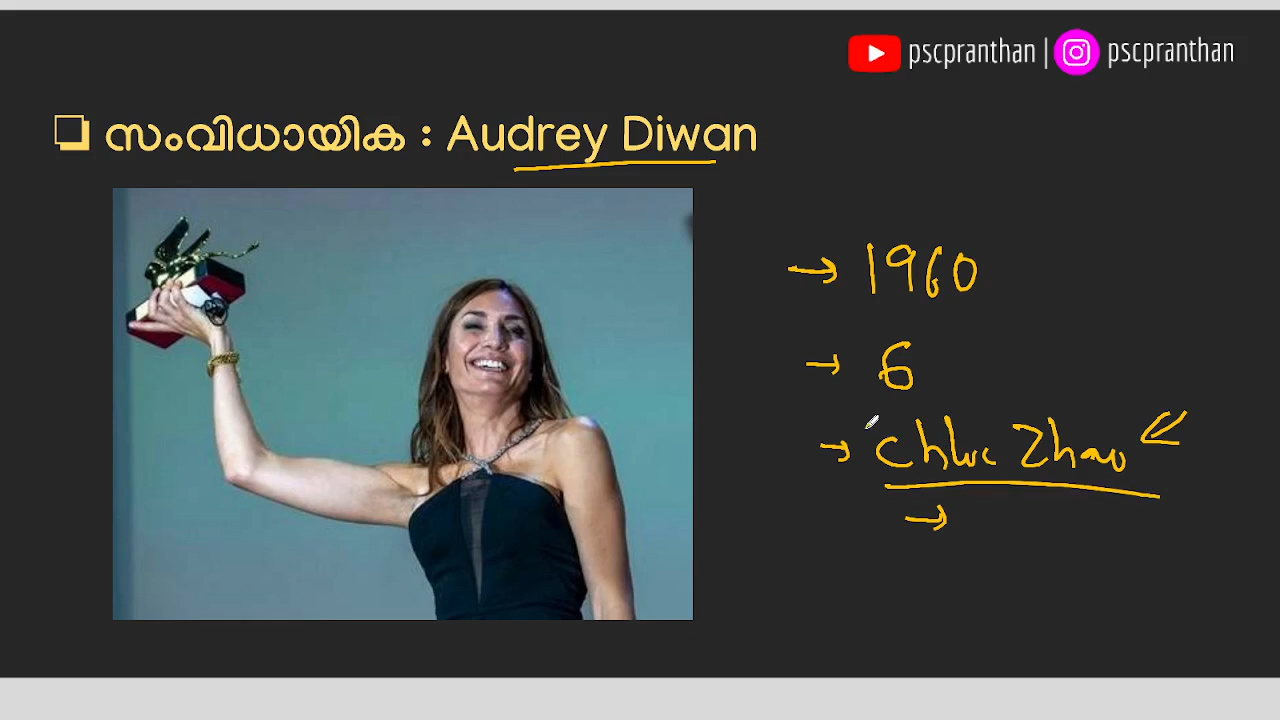 pscpranthan | pscpranthan
സംവിധായിക : Audrey Diwan
→ 1960
→ 6
→ Chloe Zhao
→